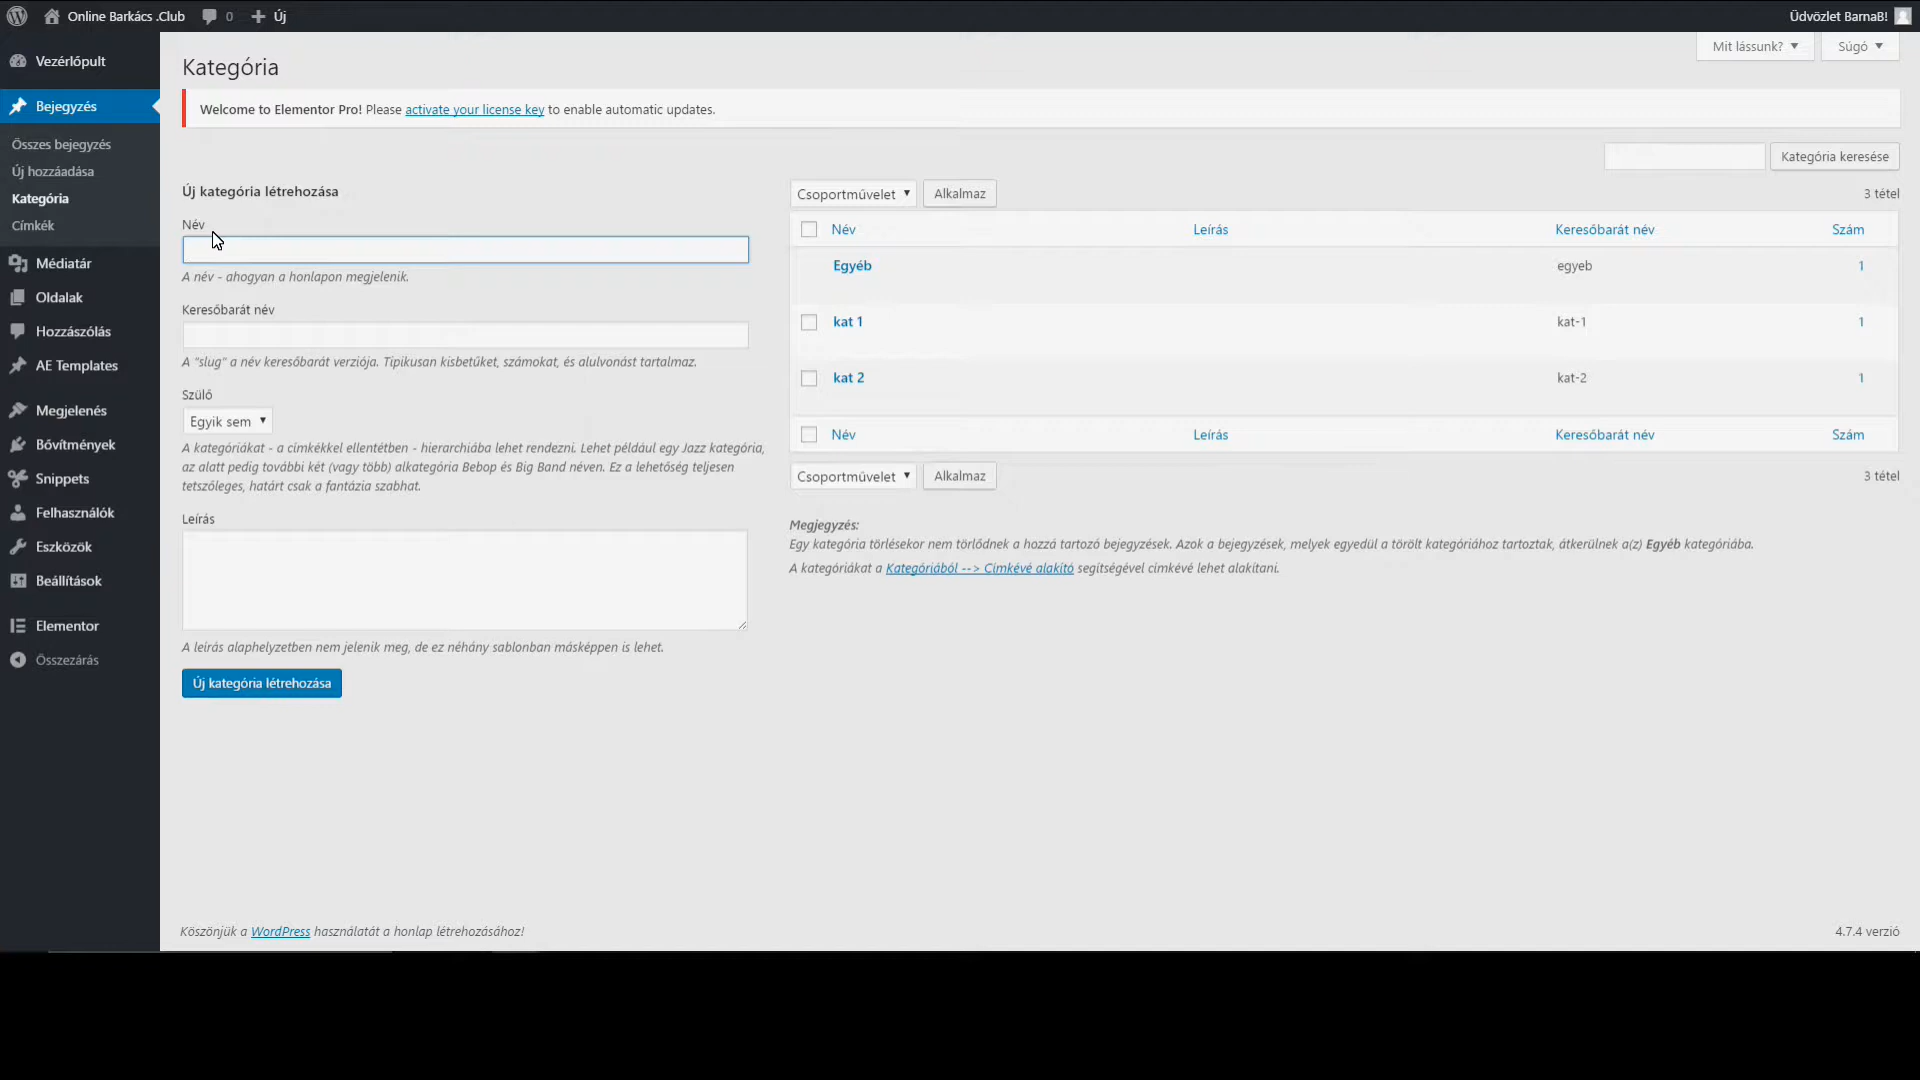 Online Barkács .Club
0
Új
Üdvözlet BarnaB!
Vezérlőpult
Bejegyzés
Összes bejegyzés
Új hozzáadása
Kategória
Címkék
Médiatár
Oldalak
Hozzászólás
AE Templates
Megjelenés
Bővítmények
Snippets
Felhasználók
Eszközök
Beállítások
Elementor
Összezárás
Mit lássunk?
Súgó
Kategória
Welcome to Elementor Pro! Please activate your license key to enable automatic updates.
Kategória keresése
Új kategória létrehozása
Név
A név - ahogyan a honlapon megjelenik.
Keresőbarát név
A "slug" a név keresőbarát verziója. Tipikusan kisbetűket, számokat, és alulvonást tartalmaz.
Szülő
Egyik sem
A kategóriákat - a címkékkel ellentétben - hierarchiába lehet rendezni. Lehet például egy Jazz kategória,
az alatt pedig további két (vagy több) alkategória Bebop és Big Band néven. Ez a lehetőség teljesen
tetszőleges, határt csak a fantázia szabhat.
Leírás
A leírás alaphelyzetben nem jelenik meg, de ez néhány sablonban másképpen is lehet.
Új kategória létrehozása
Csoportművelet
Alkalmaz
3 tétel
Név Leírás Keresőbarát név Szám
Egyéb egyeb 1
kat 1 kat-1 1
kat 2 kat-2 1
Név Leírás Keresőbarát név Szám
Csoportművelet
Alkalmaz
3 tétel
Megjegyzés:
Egy kategória törlésekor nem törlődnek a hozzá tartozó bejegyzések. Azok a bejegyzések, melyek egyedül a törölt kategóriához tartoztak, átkerülnek a(z) Egyéb kategóriába.
A kategóriákat a Kategóriából --> Címkévé alakító segítségével címkévé lehet alakítani.
Köszönjük a WordPress használatát a honlap létrehozásához!
4.7.4 verzió